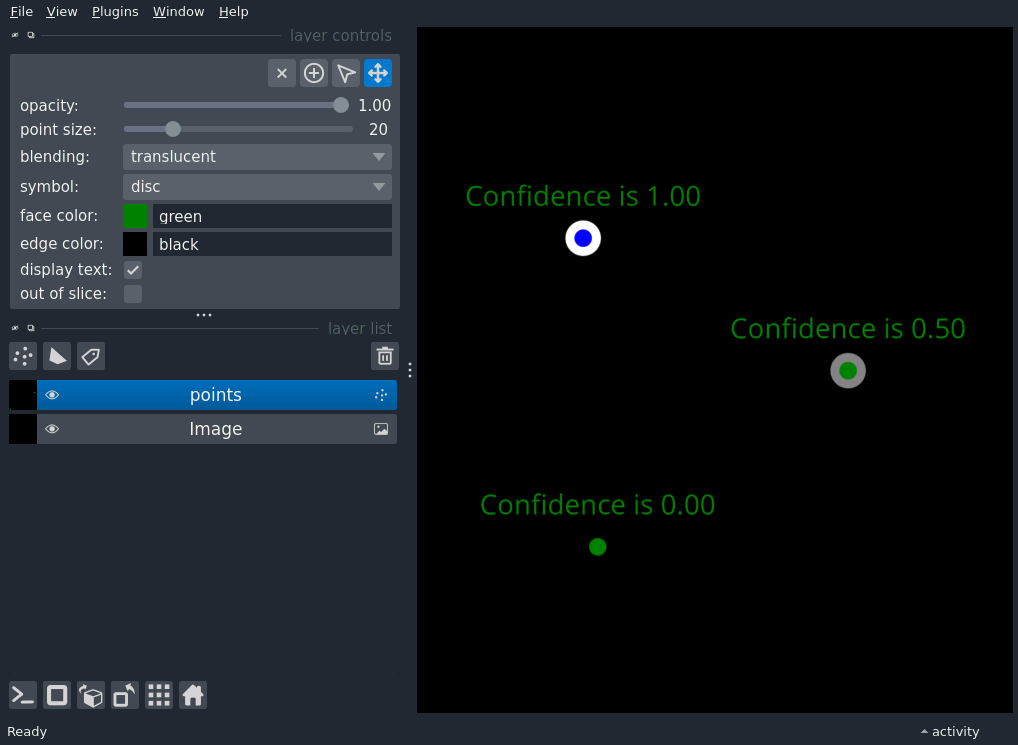 File View Plugins Window Help
layer controls
opacity: 1.00
point size: 20
blending: translucent
symbol: disc
face color: green
edge color: black
display text:
out of slice:
layer list
points
Image
Confidence is 1.00
Confidence is 0.50
Confidence is 0.00
Ready
activity